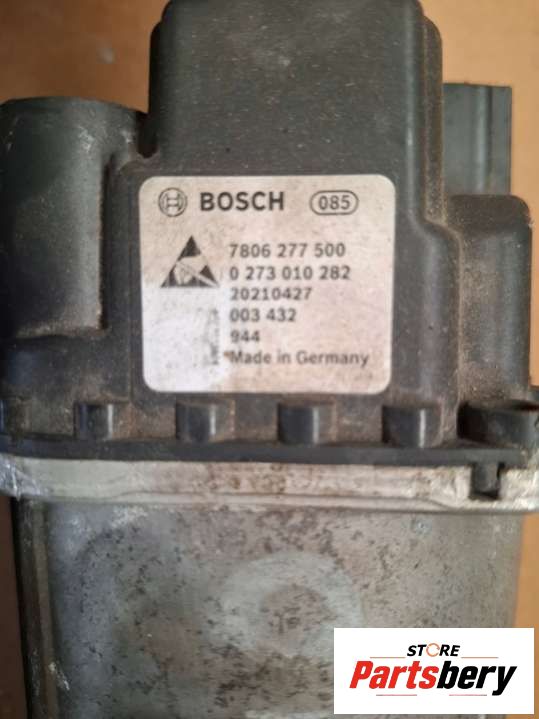 BOSCH 085
7806 277 500
0 273 010 282
20210427
003 432
944
*Made in Germany
STORE
Partsbery